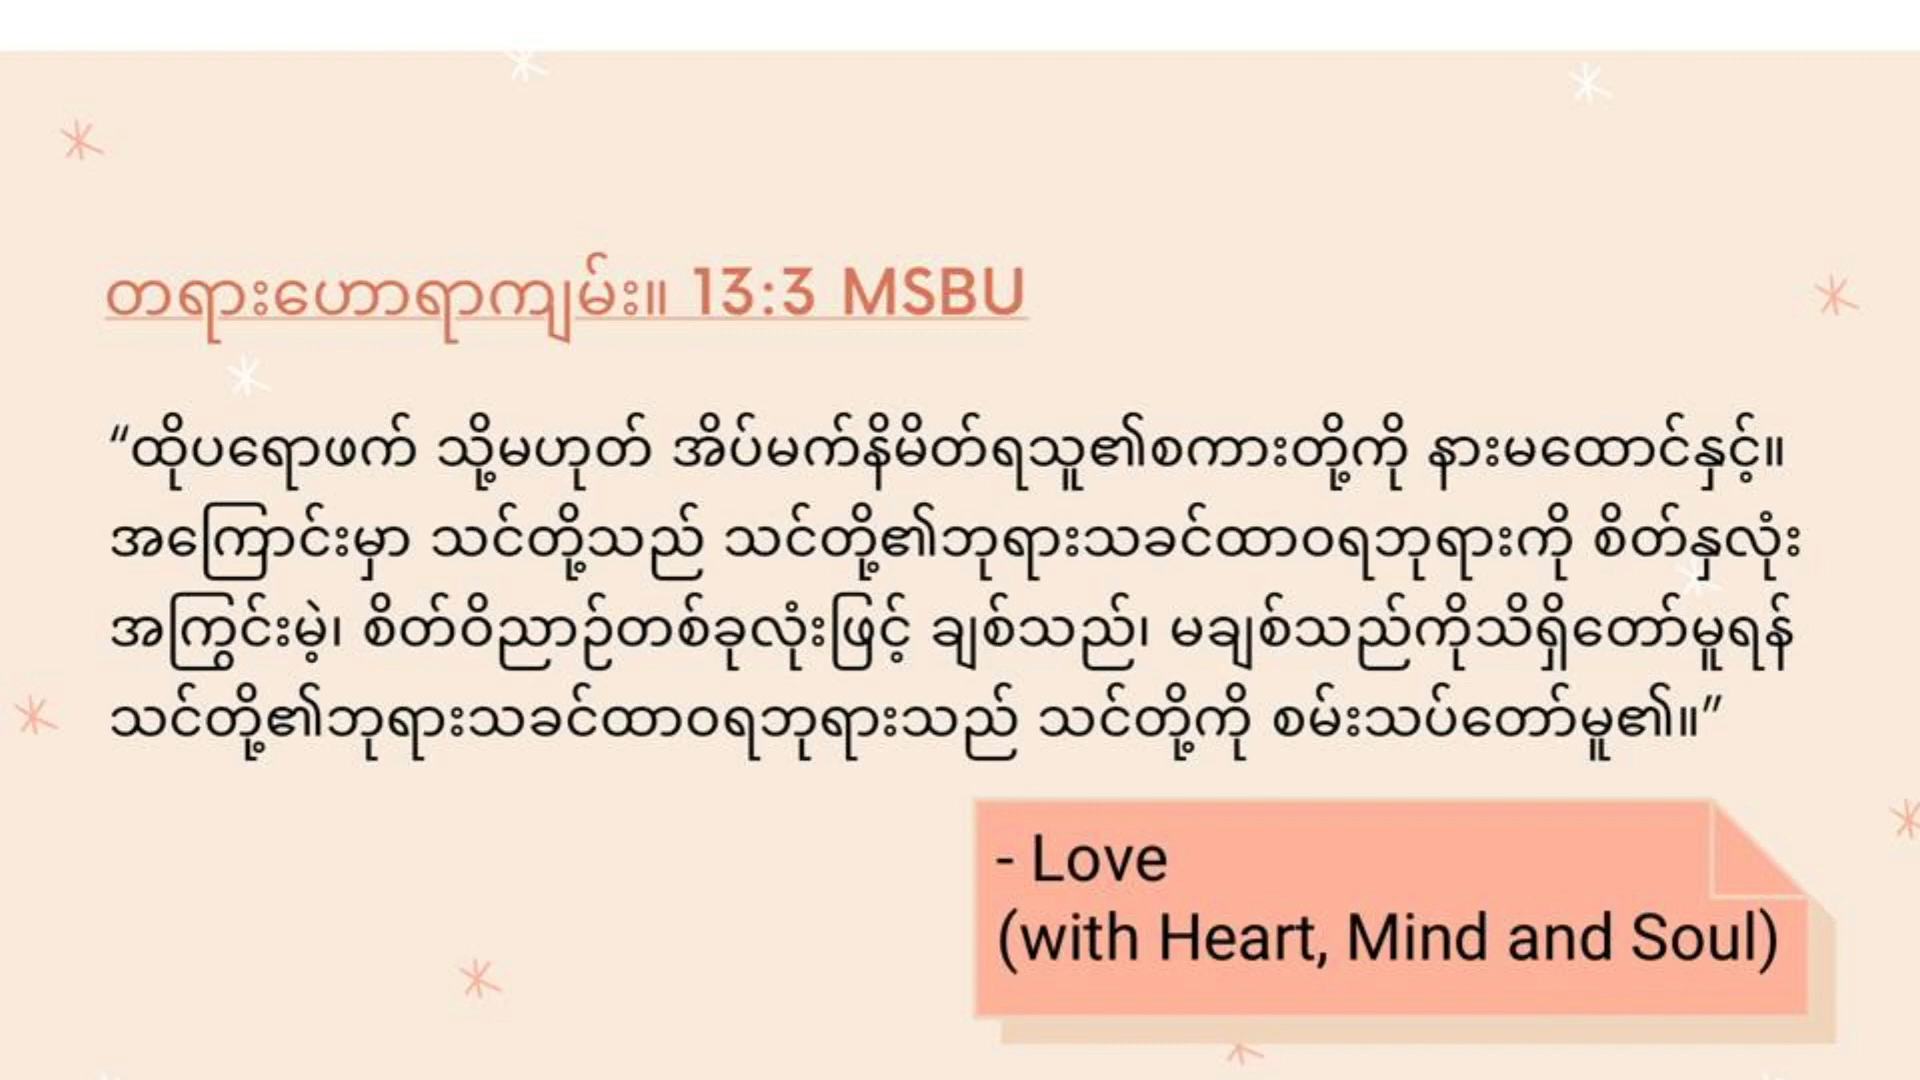 တရားဟောရာကျမ်း။ 13:3 MSBU
“ထိုပရောဖက် သို့မဟုတ် အိပ်မက်နိမိတ်ရသူ၏စကားတို့ကို နားမထောင်နှင့်။
အကြောင်းမှာ သင်တို့သည် သင်တို့၏ဘုရားသခင်ထာဝရဘုရားကို စိတ်နှလုံး
အကြွင်းမဲ့၊ စိတ်ဝိညာဉ်တစ်ခုလုံးဖြင့် ချစ်သည်၊ မချစ်သည်ကိုသိရှိတော်မူရန်
သင်တို့၏ဘုရားသခင်ထာဝရဘုရားသည် သင်တို့ကို စမ်းသပ်တော်မူ၏။”
- Love
(with Heart, Mind and Soul)